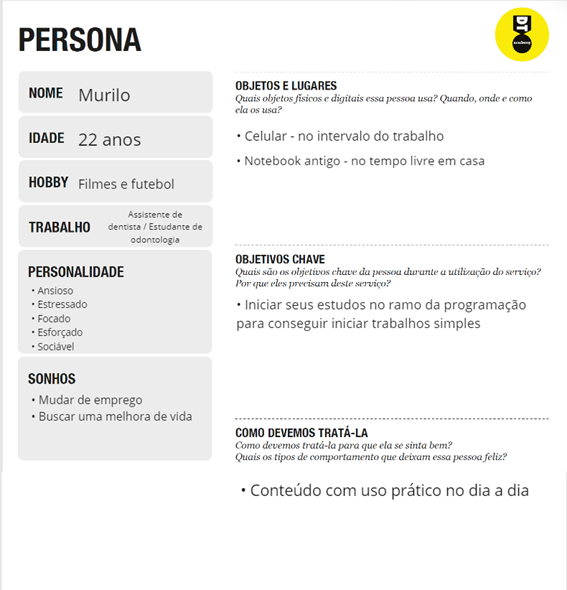 PERSONA
DT
academy
NOME Murilo
IDADE 22 anos
HOBBY Filmes e futebol
TRABALHO
Assistente de
dentista / Estudante de
odontologia
PERSONALIDADE
• Ansioso
• Estressado
• Focado
• Esforçado
• Sociável
SONHOS
• Mudar de emprego
• Buscar uma melhora de vida
OBJETOS E LUGARES
Quais objetos físicos e digitais essa pessoa usa? Quando, onde e como
ela os usa?
• Celular - no intervalo do trabalho
• Notebook antigo - no tempo livre em casa
OBJETIVOS CHAVE
Quais são os objetivos chave da pessoa durante a utilização do serviço?
Por que eles precisam deste serviço?
• Iniciar seus estudos no ramo da programação
para conseguir iniciar trabalhos simples
COMO DEVEMOS TRATÁ-LA
Como devemos tratá-la para que ela se sinta bem?
Quais os tipos de comportamento que deixam essa pessoa feliz?
• Conteúdo com uso prático no dia a dia